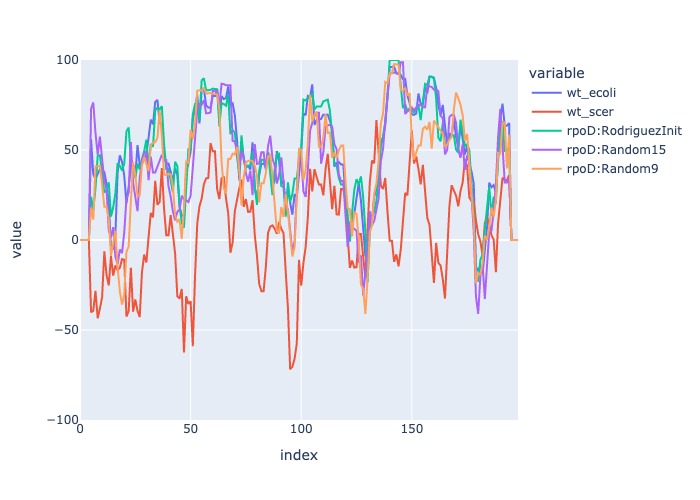 variable
wt_ecoli
wt_scer
rpoD:RodriguezInit
rpoD:Random15
rpoD:Random9
100
50
0
−50
−100
value
0
50
100
150
index